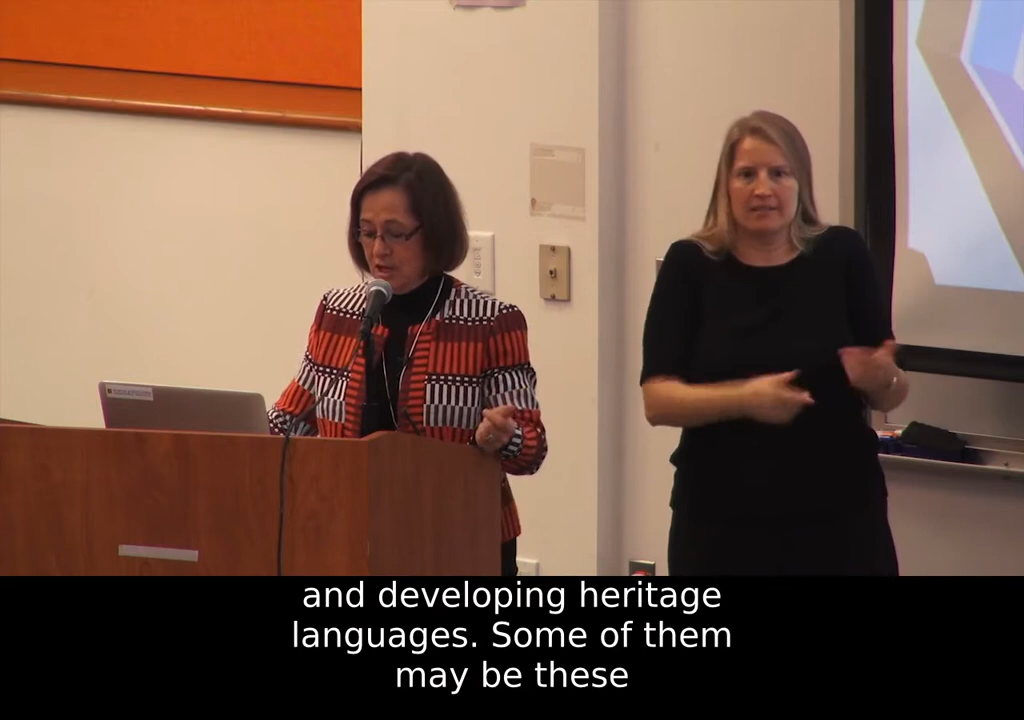 and developing heritage
languages. Some of them
may be these